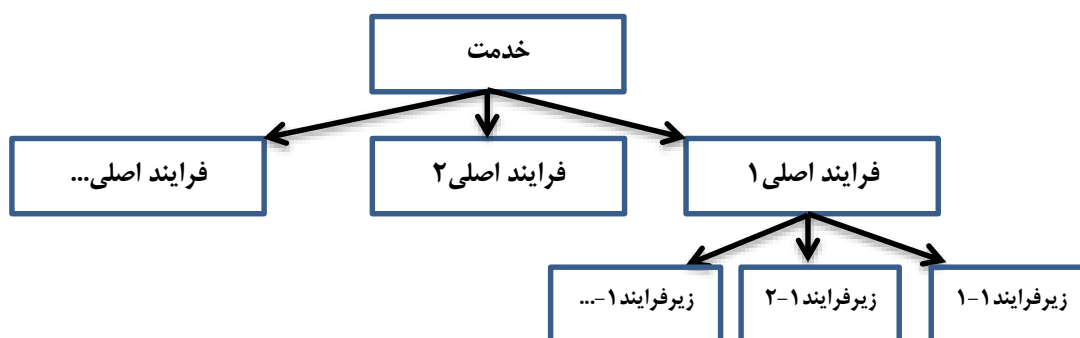 خدمت
فرایند اصلی۱
فرایند اصلی۲
فرایند اصلی...
زیرفرایند۱-۱
زیرفرایند۱-۲
زیرفرایند۱-...